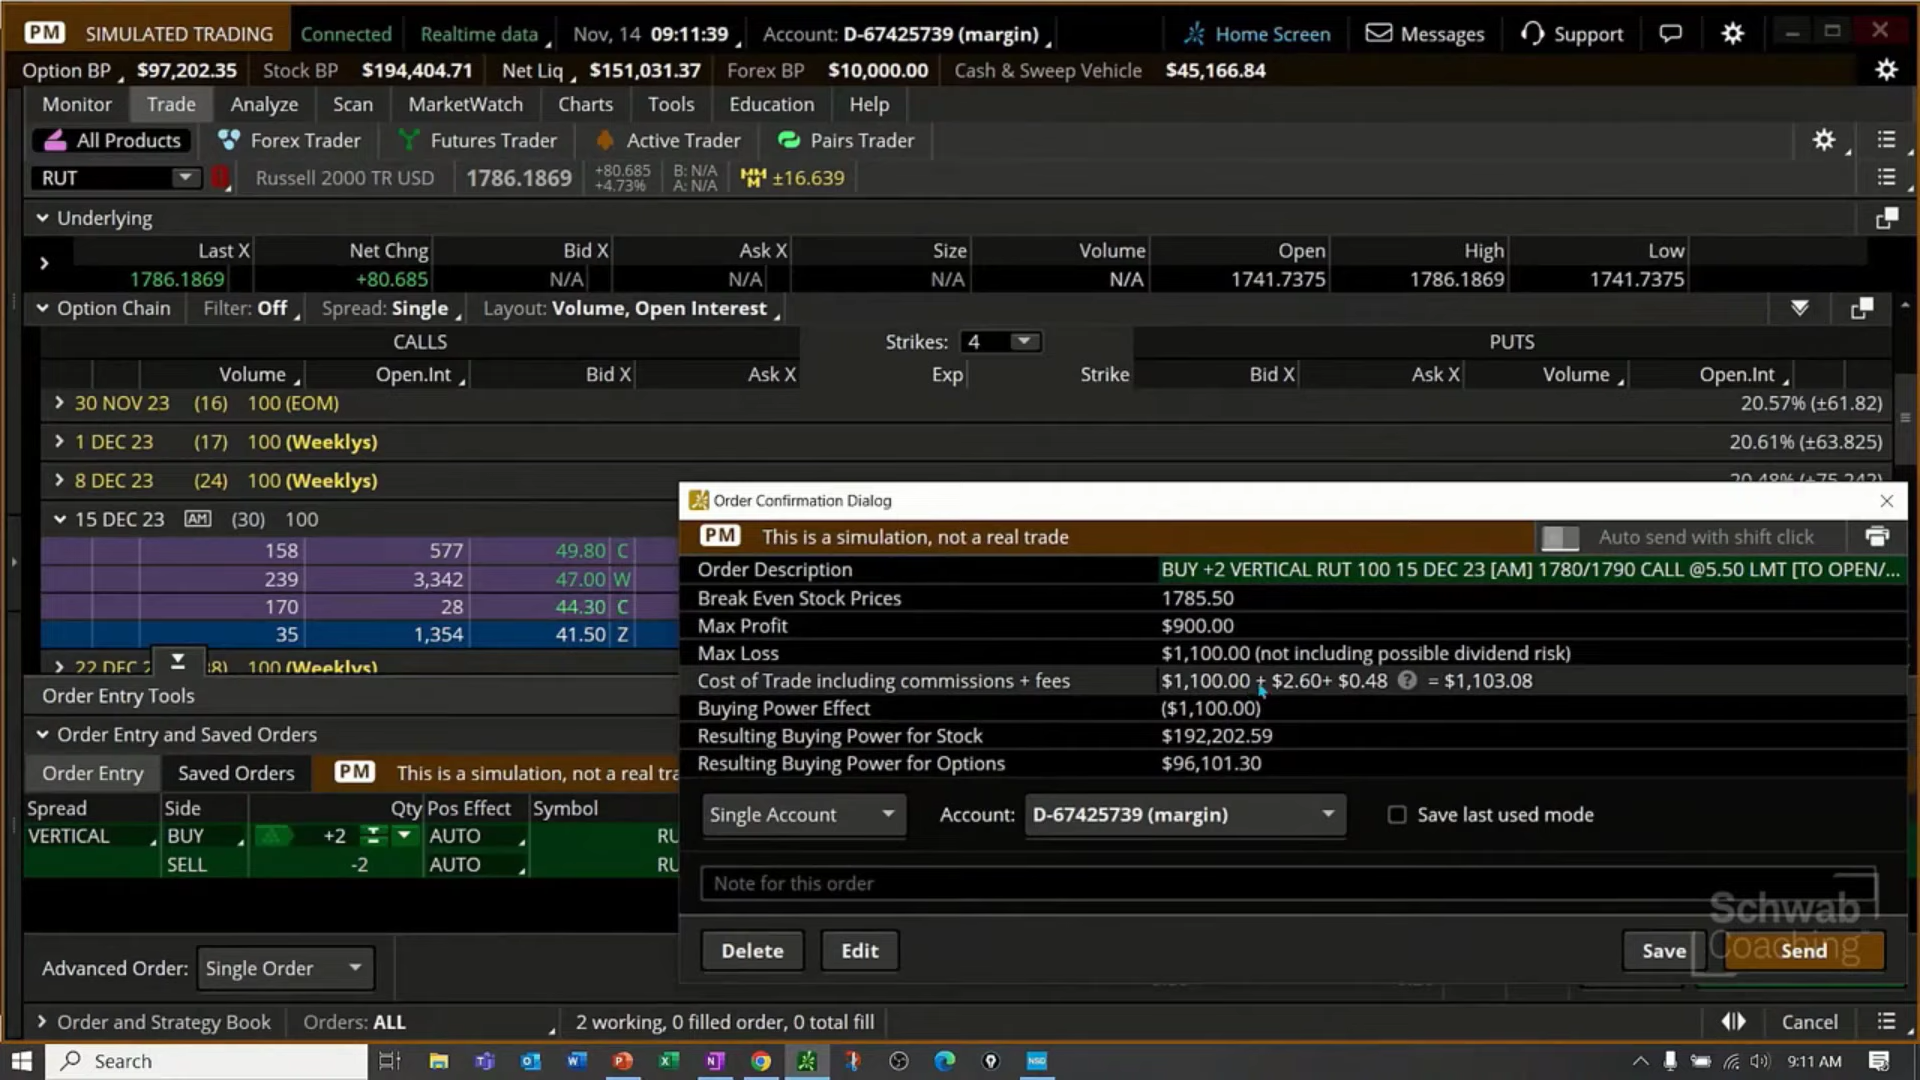 PM SIMULATED TRADING Connected Realtime data Nov, 14 09:11:39 Account: D-67425739 (margin) Home Screen Messages Support
Option BP $97,202.35 Stock BP $194,404.71 Net Liq $151,031.37 Forex BP $10,000.00 Cash & Sweep Vehicle $45,166.84
Monitor Trade Analyze Scan MarketWatch Charts Tools Education Help
All Products Forex Trader Futures Trader Active Trader Pairs Trader
RUT Russell 2000 TR USD 1786.1869 +80.685 B: N/A ±16.639
+4.73% A: N/A
Underlying
Last X Net Chng Bid X Ask X Size Volume Open High Low
1786.1869 +80.685 N/A N/A N/A N/A 1741.7375 1786.1869 1741.7375
Option Chain Filter: Off Spread: Single Layout: Volume, Open Interest
CALLS Strikes: 4 PUTS
Volume Open.Int Bid X Ask X Exp Strike Bid X Ask X Volume Open.Int
30 NOV 23 (16) 100 (EOM) 20.57% (±61.82)
1 DEC 23 (17) 100 (Weeklys) 20.61% (±63.825)
8 DEC 23 (24) 100 (Weeklys) 20.48% (±75.242)
15 DEC 23 AM (30) 100
158 577 49.80 C
239 3,342 47.00 W
170 28 44.30 C
35 1,354 41.50 Z
22 DEC 8) 100 (Weeklys)
Order Confirmation Dialog
PM This is a simulation, not a real trade Auto send with shift click
Order Description BUY +2 VERTICAL RUT 100 15 DEC 23 [AM] 1780/1790 CALL @5.50 LMT [TO OPEN/...
Break Even Stock Prices 1785.50
Max Profit $900.00
Max Loss $1,100.00 (not including possible dividend risk)
Cost of Trade including commissions + fees $1,100.00 + $2.60+ $0.48 ? = $1,103.08
Buying Power Effect ($1,100.00)
Resulting Buying Power for Stock $192,202.59
Resulting Buying Power for Options $96,101.30
Single Account Account: D-67425739 (margin) Save last used mode
Note for this order
Schwab
Coaching
Delete Edit Save Send
Order Entry Tools
Order Entry and Saved Orders
Order Entry Saved Orders PM This is a simulation, not a real tra
Spread Side Qty Pos Effect Symbol
VERTICAL BUY +2 AUTO RU
SELL -2 AUTO RU
Advanced Order: Single Order
Order and Strategy Book Orders: ALL 2 working, 0 filled order, 0 total fill Cancel
Search 9:11 AM